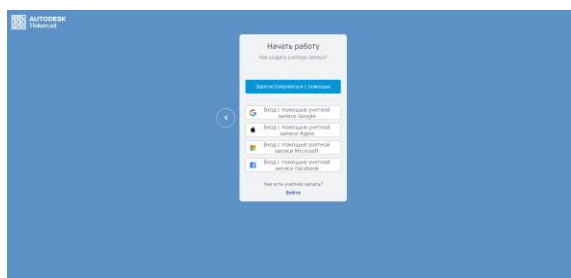 AUTODESK
Tinkercad
Начать работу
Как создать учетную запись?
Зарегистрироваться с помощью
Вход с помощью учетной
записи Google
Вход с помощью учетной
записи Apple
Вход с помощью учетной
записи Microsoft
Вход с помощью учетной
записи Facebook
Уже есть учетная запись?
Войти